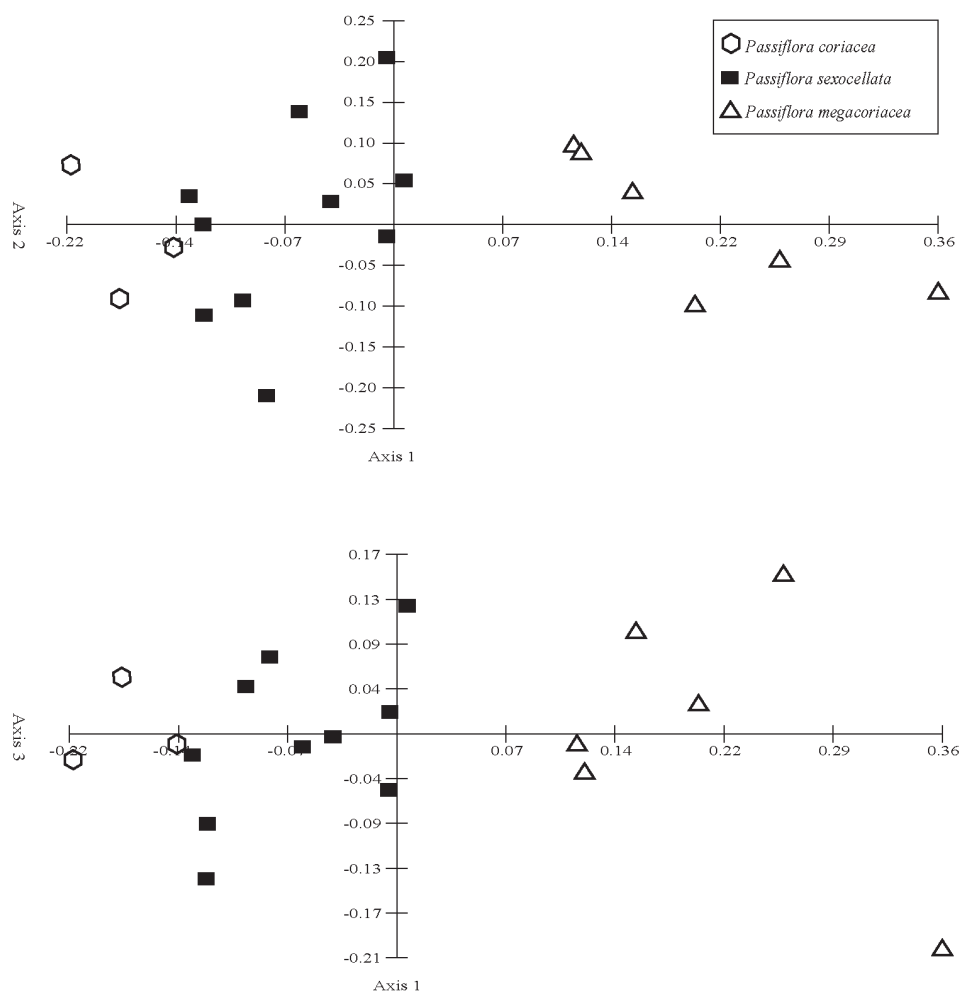 0.25
0.20
0.15
0.10
0.05
-0.05
-0.10
-0.15
-0.20
-0.25
Passiflora coriacea
Passiflora sexocellata
Passiflora megacoriacea
Axis 2
-0.22 -0.14 -0.07 0.07 0.14 0.22 0.29 0.36
Axis 1
0.17
0.13
0.09
0.04
-0.04
-0.09
-0.13
-0.17
-0.21
Axis 3
-0.22 -0.14 -0.07 0.07 0.14 0.22 0.29 0.36
Axis 1